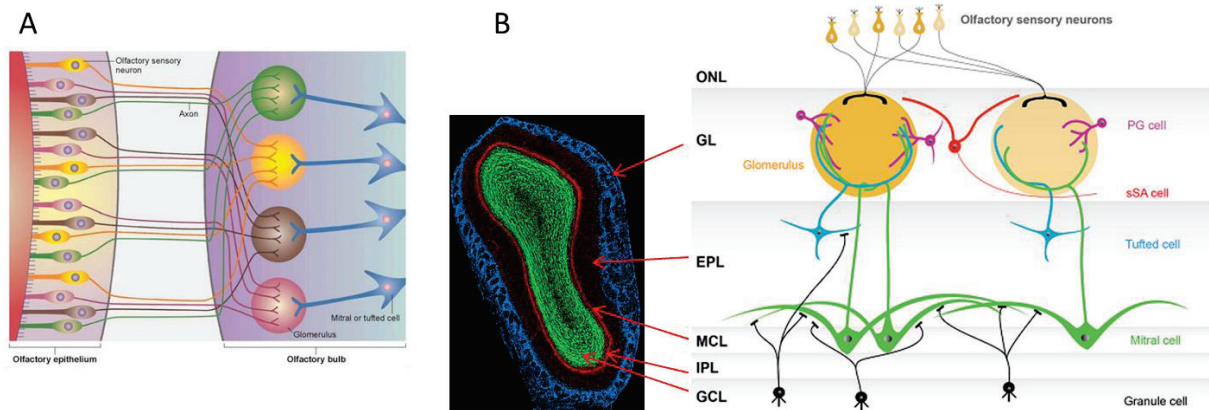 A
Olfactory sensory
neuron
Axon
Glomerulus
Mitral or tufted cell
Olfactory epithelium
Olfactory bulb
B
Olfactory sensory neurons
ONL
GL
PG cell
Glomerulus
sSA cell
Tufted cell
EPL
MCL
Mitral cell
IPL
GCL
Granule cell